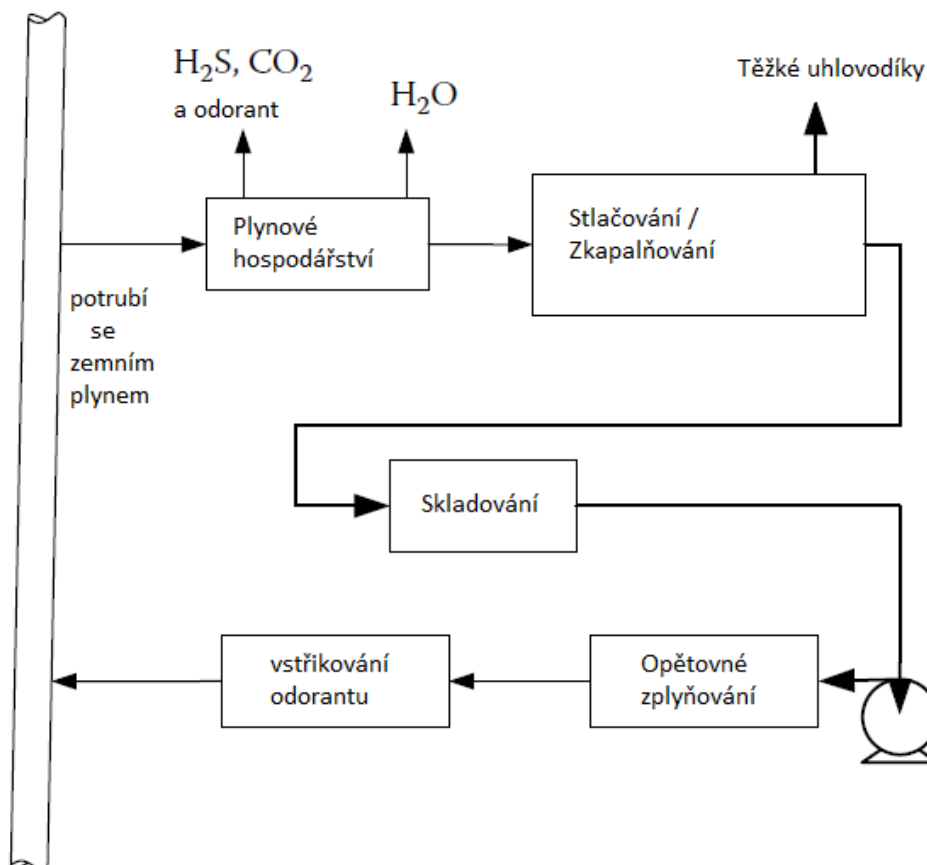 H₂S, CO₂
a odorant
H₂O
Těžké uhlovodíky
Plynové
hospodářství
Stlačování /
Zkapalňování
potrubí
se
zemním
plynem
Skladování
vstřikování
odorantu
Opětovné
zplyňování